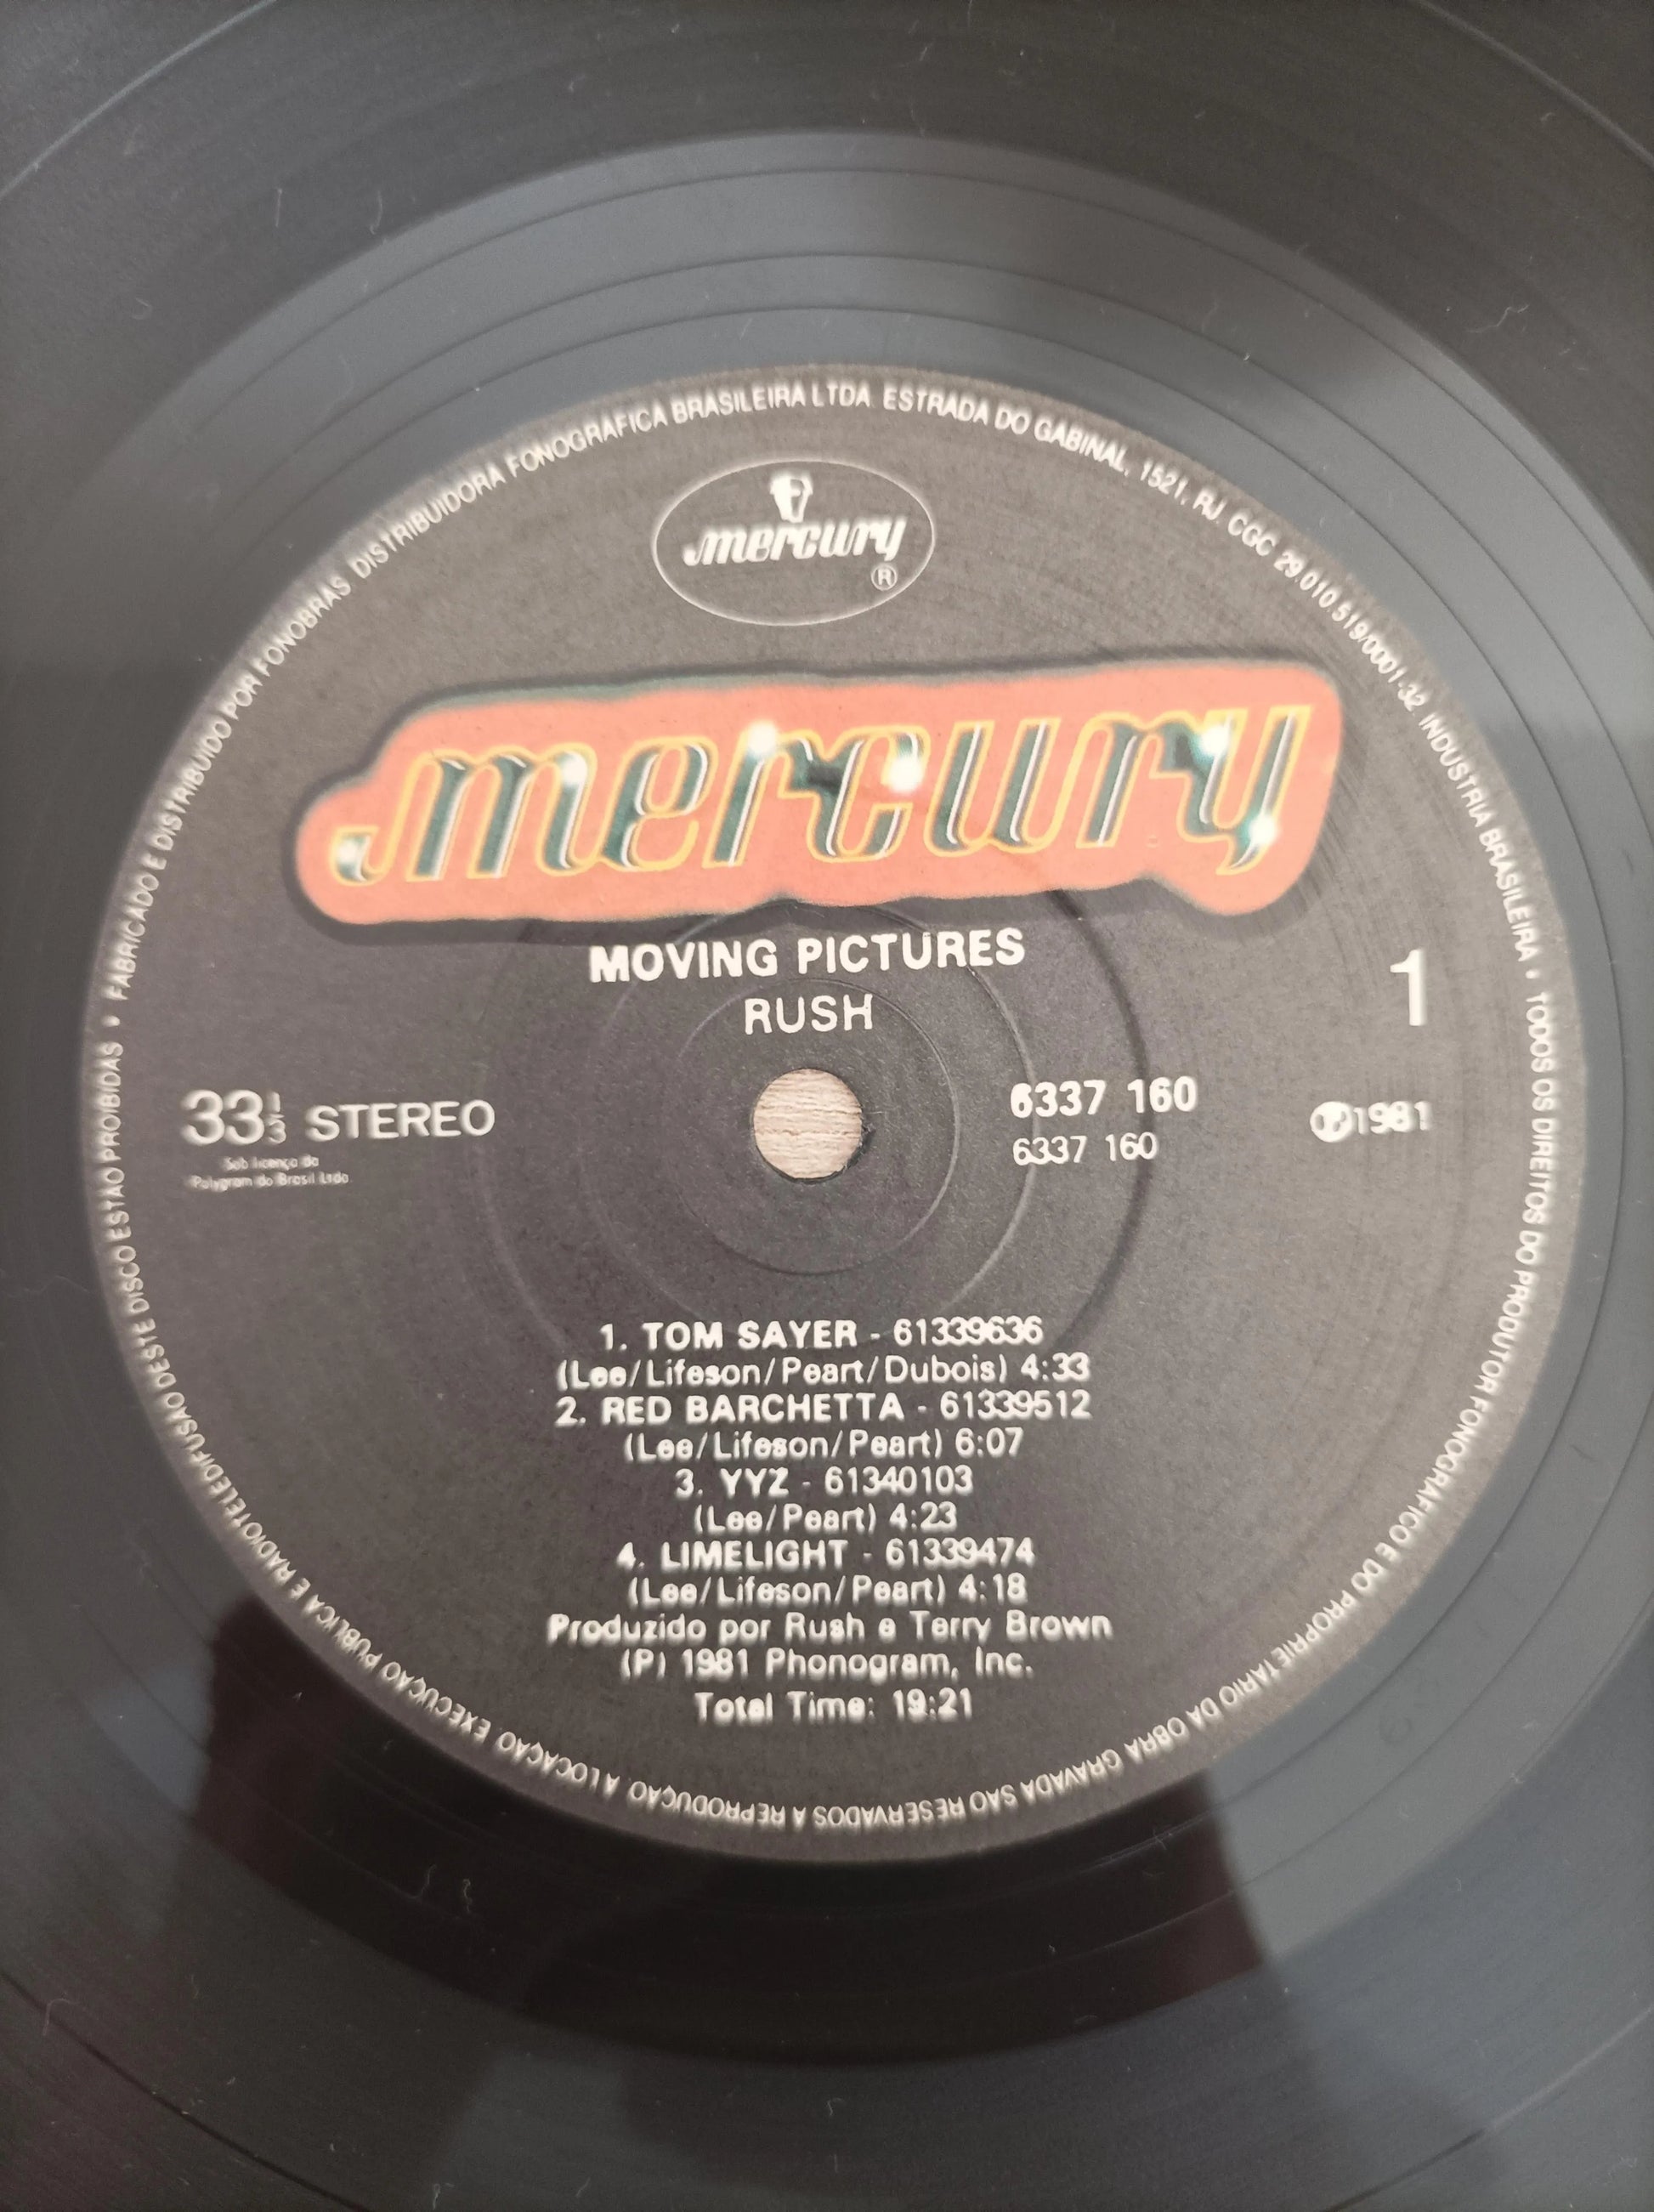 mercury
®
mercury
MOVING PICTURES
RUSH
1
33 1/3 STEREO
Sob licença da
Polygram do Brasil Ltda.
6337 160
6337 160
℗1981
1. TOM SAYER - 61339636
(Lee/Lifeson/Peart/Dubois) 4:33
2. RED BARCHETTA - 61339512
(Lee/Lifeson/Peart) 6:07
3. YYZ - 61340103
(Lee/Peart) 4:23
4. LIMELIGHT - 61339474
(Lee/Lifeson/Peart) 4:18
Produzido por Rush e Terry Brown
(P) 1981 Phonogram, Inc.
Total Time: 19:21
• FABRICADO E DISTRIBUIDO POR FONOBRAS DISTRIBUIDORA FONOGRAFICA BRASILEIRA LTDA. ESTRADA DO GABINAL, 1521, RJ. CGC 29.010.519/0001-32 INDUSTRIA BRASILEIRA • TODOS OS DIREITOS DO PRODUTOR FONOGRAFICO E DO PROPRIETARIO DA OBRA GRAVADA SAO RESERVADOS A REPRODUÇAO A LOCAÇAO EXECUÇAO PUBLICA E RADIOTELEDIFUSAO DESTE DISCO ESTAO PROIBIDAS